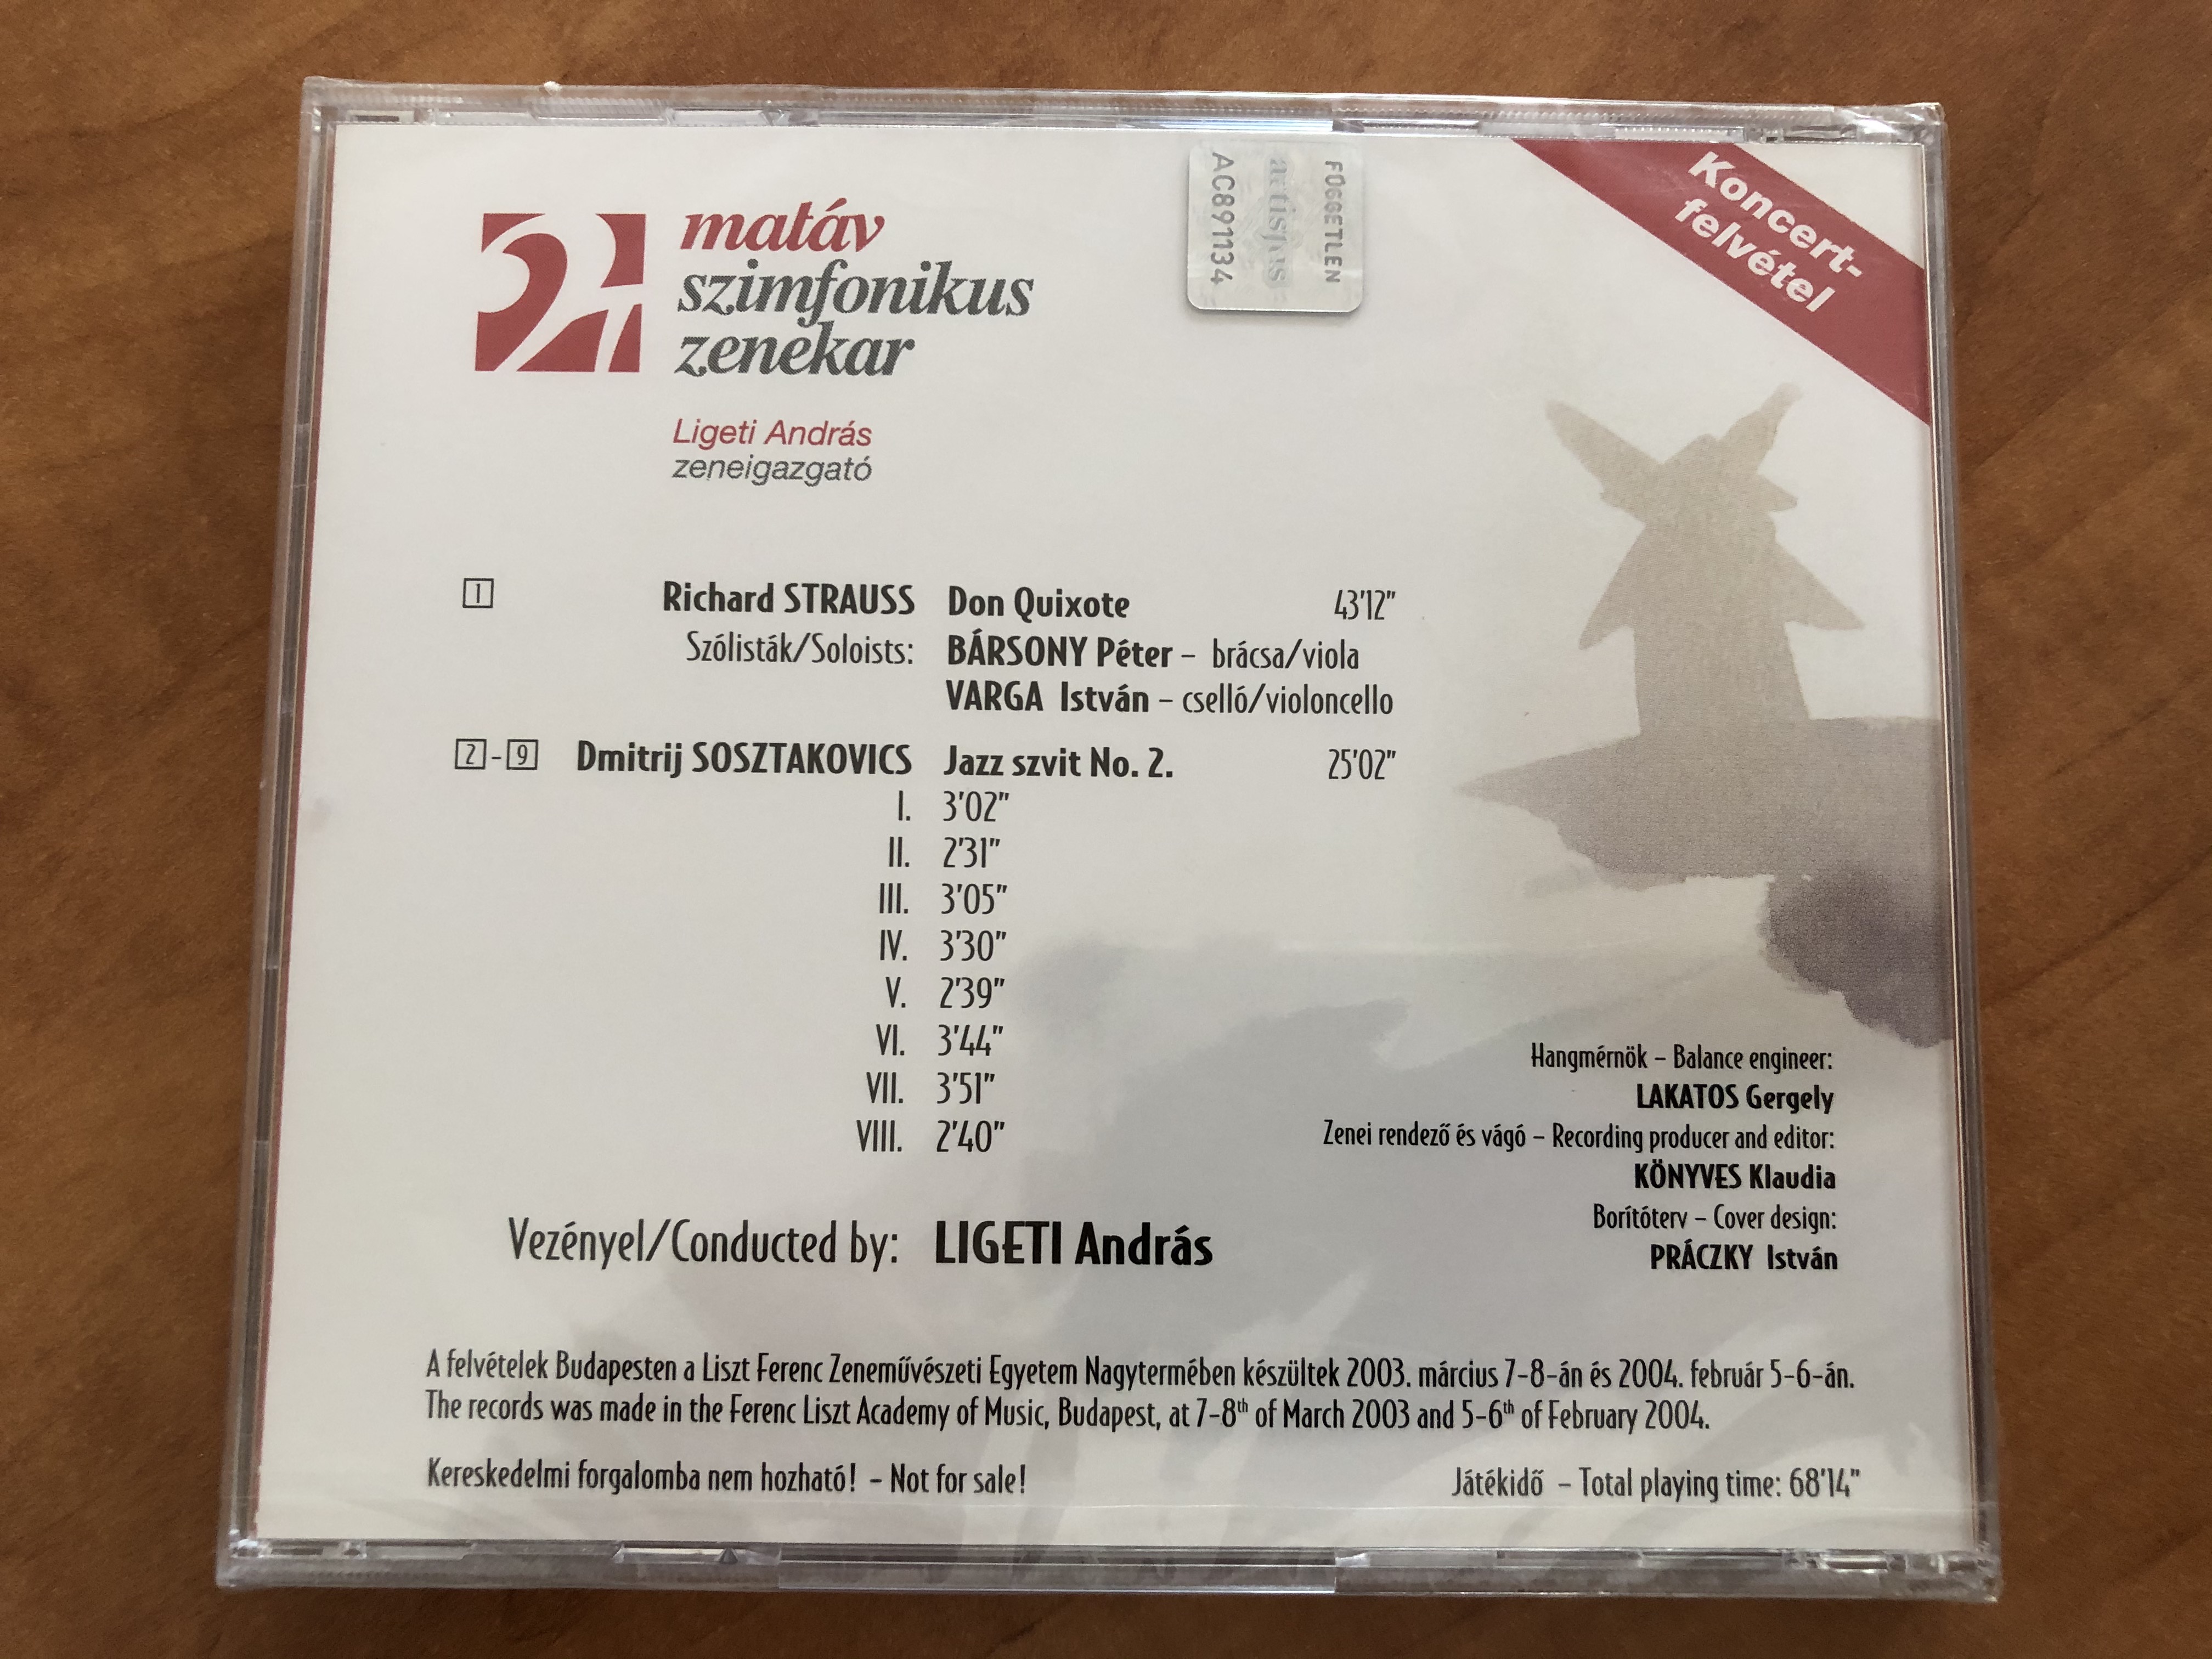 matáv
szimfonikus
zenekar
Ligeti András
zeneigazgató
FÜGGETLEN
artisjus
AC891134
Koncert-
felvétel
1 Richard STRAUSS Don Quixote 43'12"
Szólisták/Soloists: BÁRSONY Péter – brácsa/viola
VARGA István – cselló/violoncello
2-9 Dmitrij SOSZTAKOVICS Jazz szvit No. 2. 25'02"
I. 3'02"
II. 2'31"
III. 3'05"
IV. 3'30"
V. 2'39"
VI. 3'44"
VII. 3'51"
VIII. 2'40"
Vezényel/Conducted by: LIGETI András
Hangmérnök – Balance engineer:
LAKATOS Gergely
Zenei rendező és vágó – Recording producer and editor:
KÖNYVES Klaudia
Borítóterv – Cover design:
PRÁCZKY István
A felvételek Budapesten a Liszt Ferenc Zeneművészeti Egyetem Nagytermében készültek 2003. március 7-8-án és 2004. február 5-6-án.
The records was made in the Ferenc Liszt Academy of Music, Budapest, at 7-8th of March 2003 and 5-6th of February 2004.
Kereskedelmi forgalomba nem hozható! – Not for sale!
Játékidő – Total playing time: 68'14"